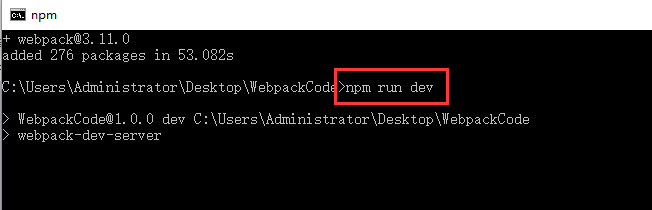 npm
+ webpack@3.11.0
added 276 packages in 53.082s
C:\Users\Administrator\Desktop\WebpackCode>npm run dev
> WebpackCode@1.0.0 dev C:\Users\Administrator\Desktop\WebpackCode
> webpack-dev-server